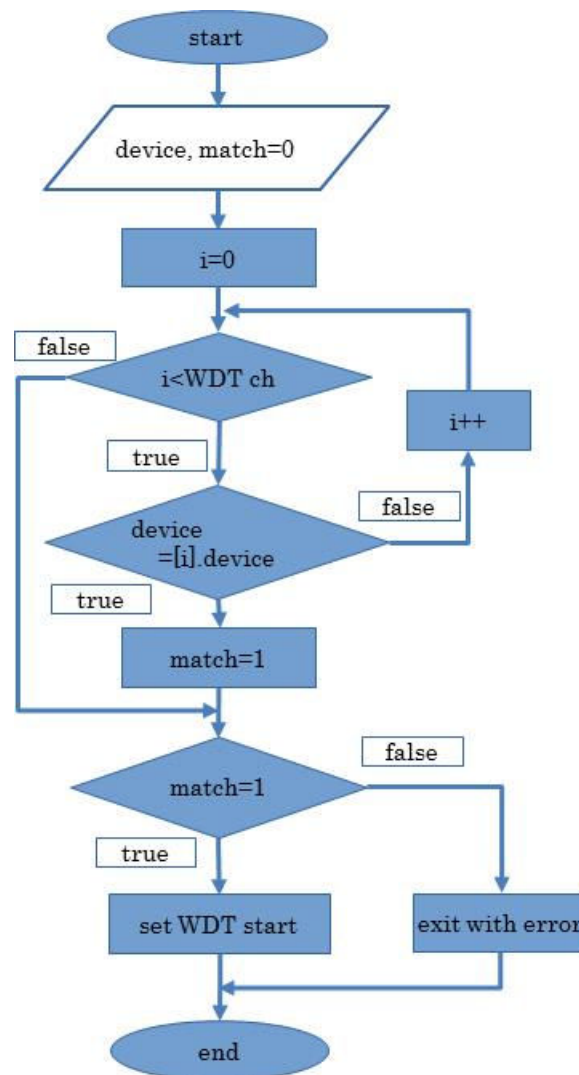 start
device, match=0
i=0
false
i<WDT ch
i++
true
false
device
=[i].device
true
match=1
false
match=1
true
set WDT start
exit with error
end